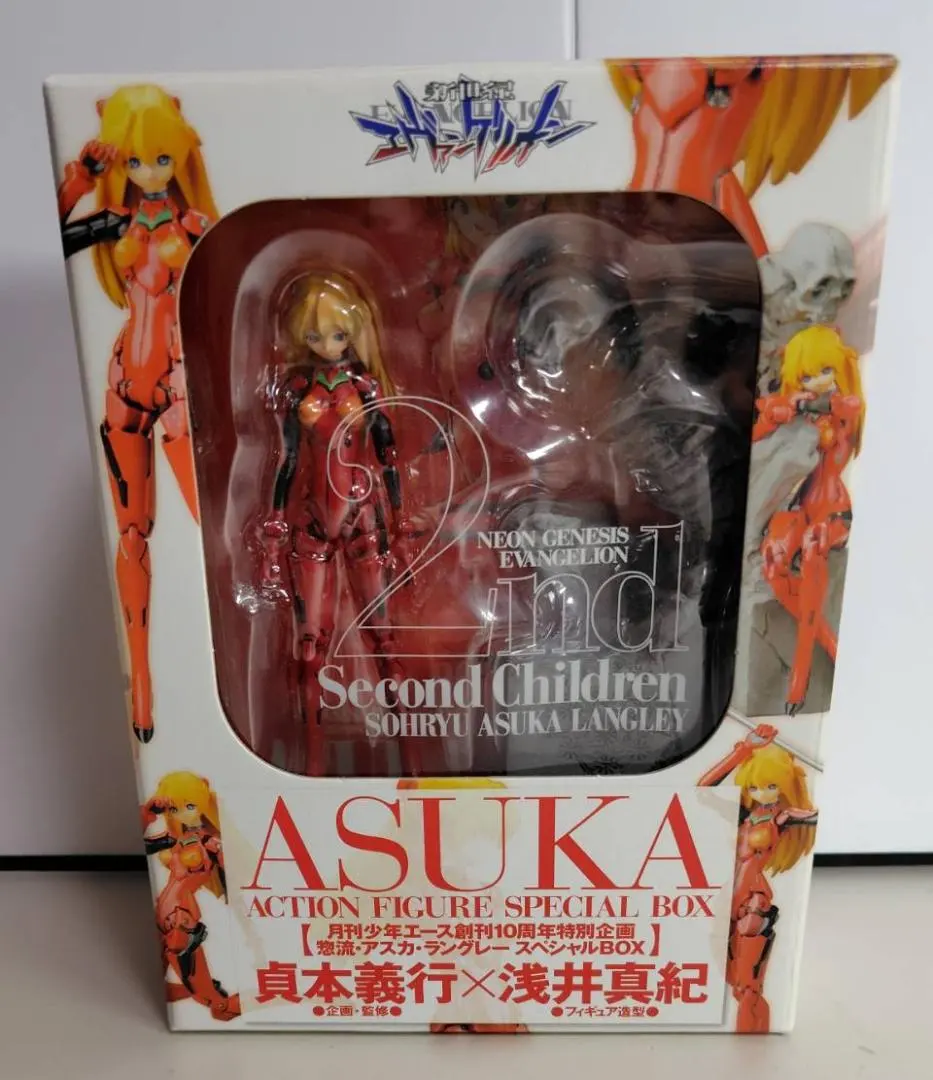 新世紀
EVANGELION
エヴァンゲリオン
2nd
NEON GENESIS
EVANGELION
Second Children
SOHRYU ASUKA LANGLEY
ASUKA
ACTION FIGURE SPECIAL BOX
【月刊少年エース創刊10周年特別企画
惣流・アスカ・ラングレー スペシャルBOX】
貞本義行×浅井真紀
●企画・監修● ●フィギュア造型●